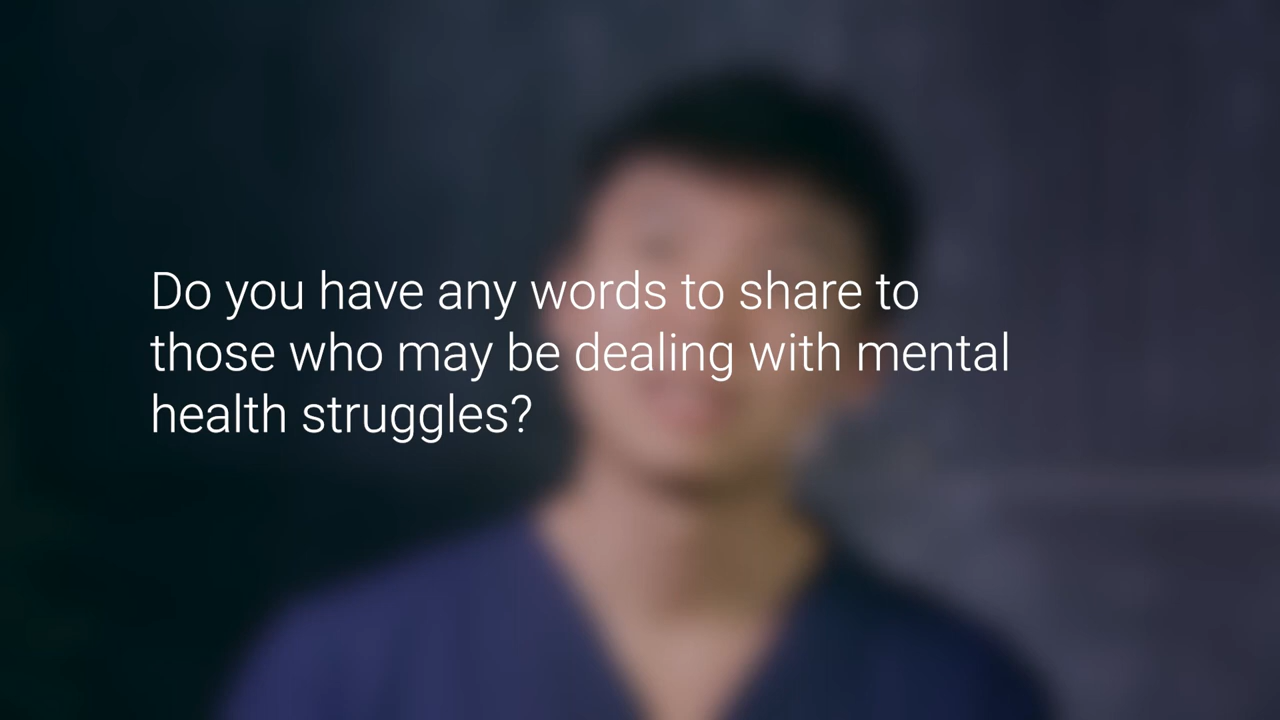 Do you have any words to share to
those who may be dealing with mental
health struggles?